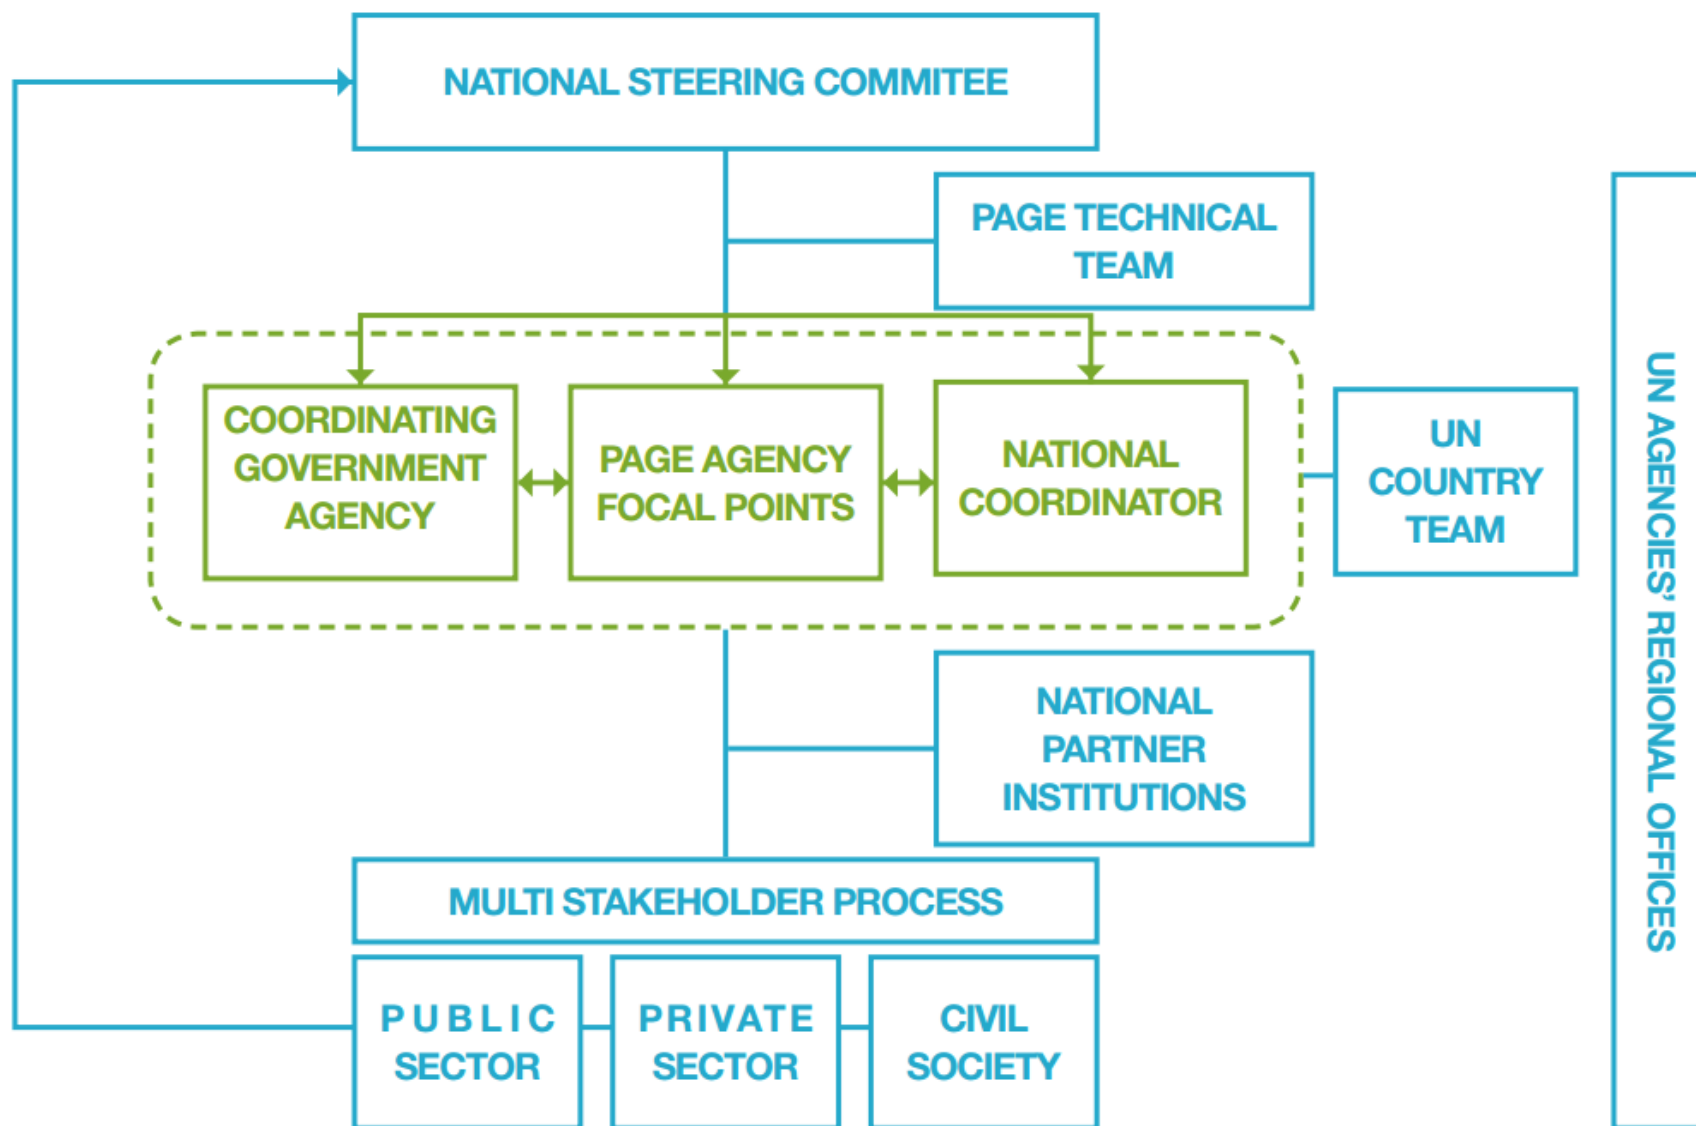 NATIONAL STEERING COMMITEE
PAGE TECHNICAL
TEAM
COORDINATING
GOVERNMENT
AGENCY
PAGE AGENCY
FOCAL POINTS
NATIONAL
COORDINATOR
UN
COUNTRY
TEAM
UN AGENCIES’ REGIONAL OFFICES
NATIONAL
PARTNER
INSTITUTIONS
MULTI STAKEHOLDER PROCESS
PUBLIC
SECTOR
PRIVATE
SECTOR
CIVIL
SOCIETY